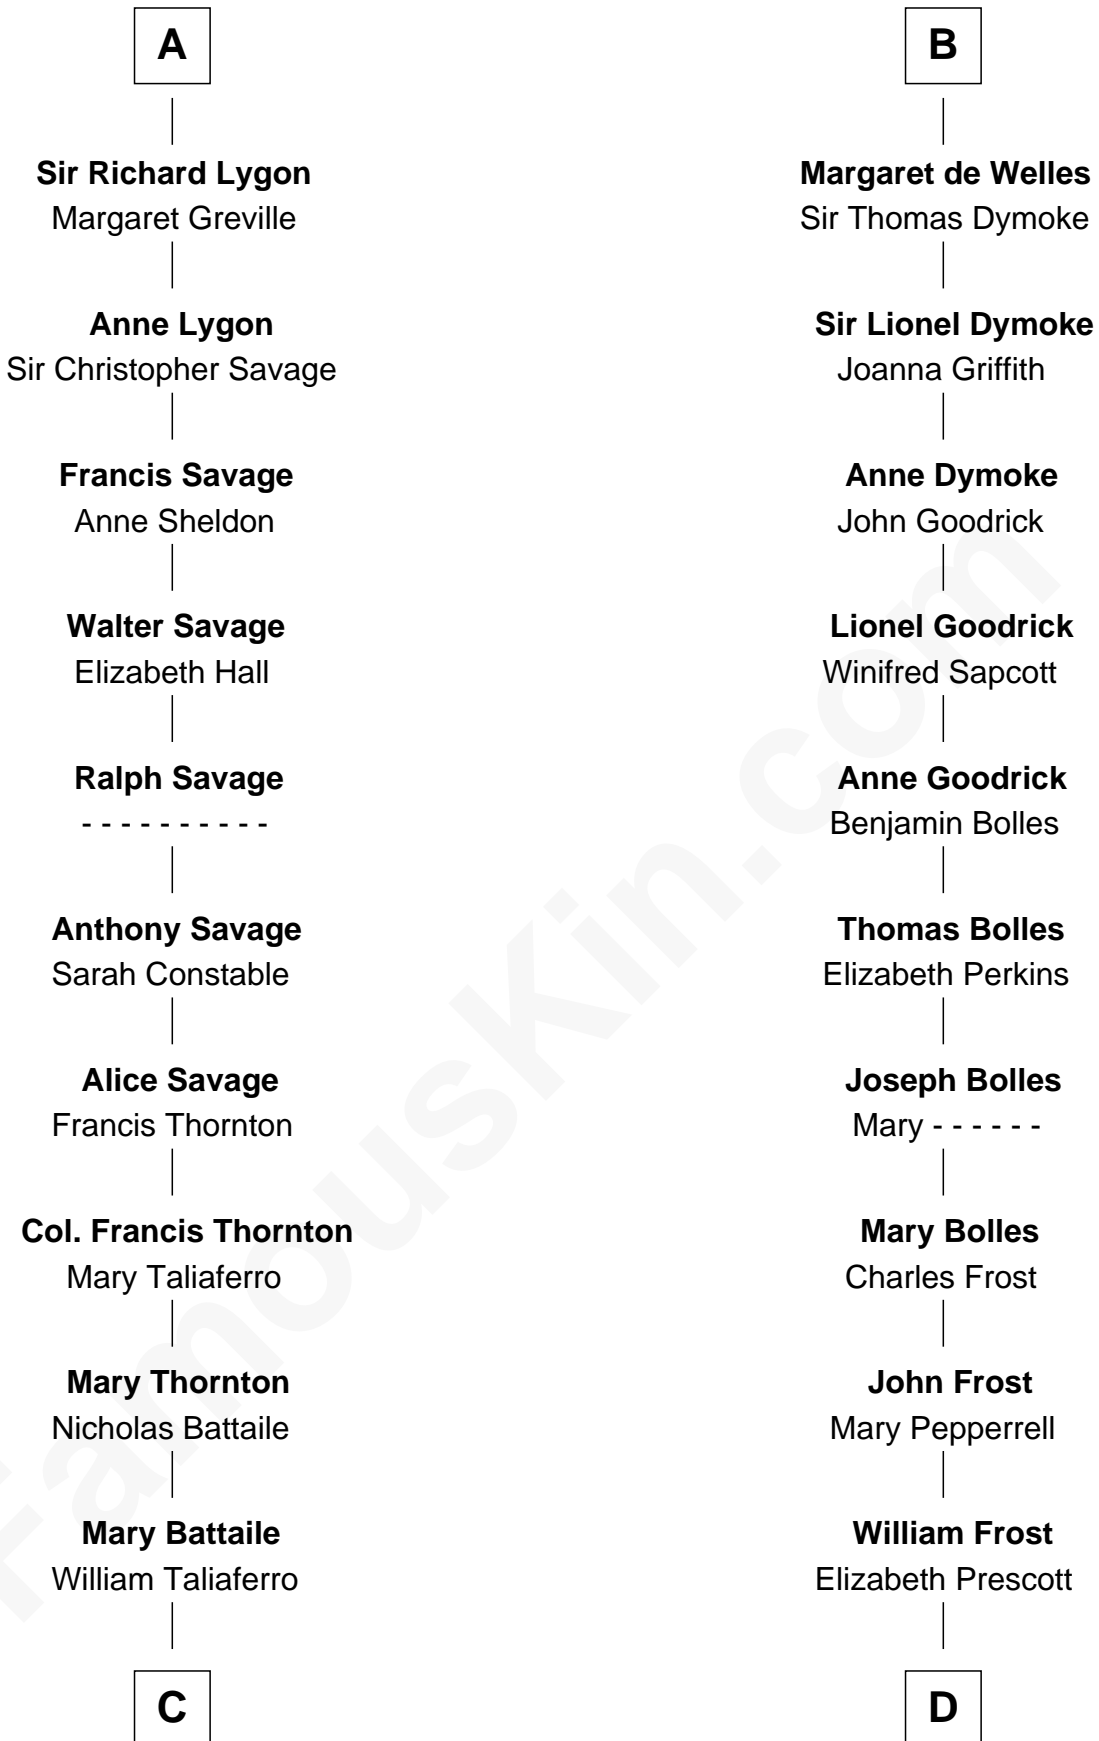 A
Sir Richard Lygon
Margaret Greville
Anne Lygon
Sir Christopher Savage
Francis Savage
Anne Sheldon
Walter Savage
Elizabeth Hall
Ralph Savage
- - - - - - - - - -
Anthony Savage
Sarah Constable
Alice Savage
Francis Thornton
Col. Francis Thornton
Mary Taliaferro
Mary Thornton
Nicholas Battaile
Mary Battaile
William Taliaferro
C
B
Margaret de Welles
Sir Thomas Dymoke
Sir Lionel Dymoke
Joanna Griffith
Anne Dymoke
John Goodrick
Lionel Goodrick
Winifred Sapcott
Anne Goodrick
Benjamin Bolles
Thomas Bolles
Elizabeth Perkins
Joseph Bolles
Mary - - - - - -
Mary Bolles
Charles Frost
John Frost
Mary Pepperrell
William Frost
Elizabeth Prescott
D
FamousKin.com